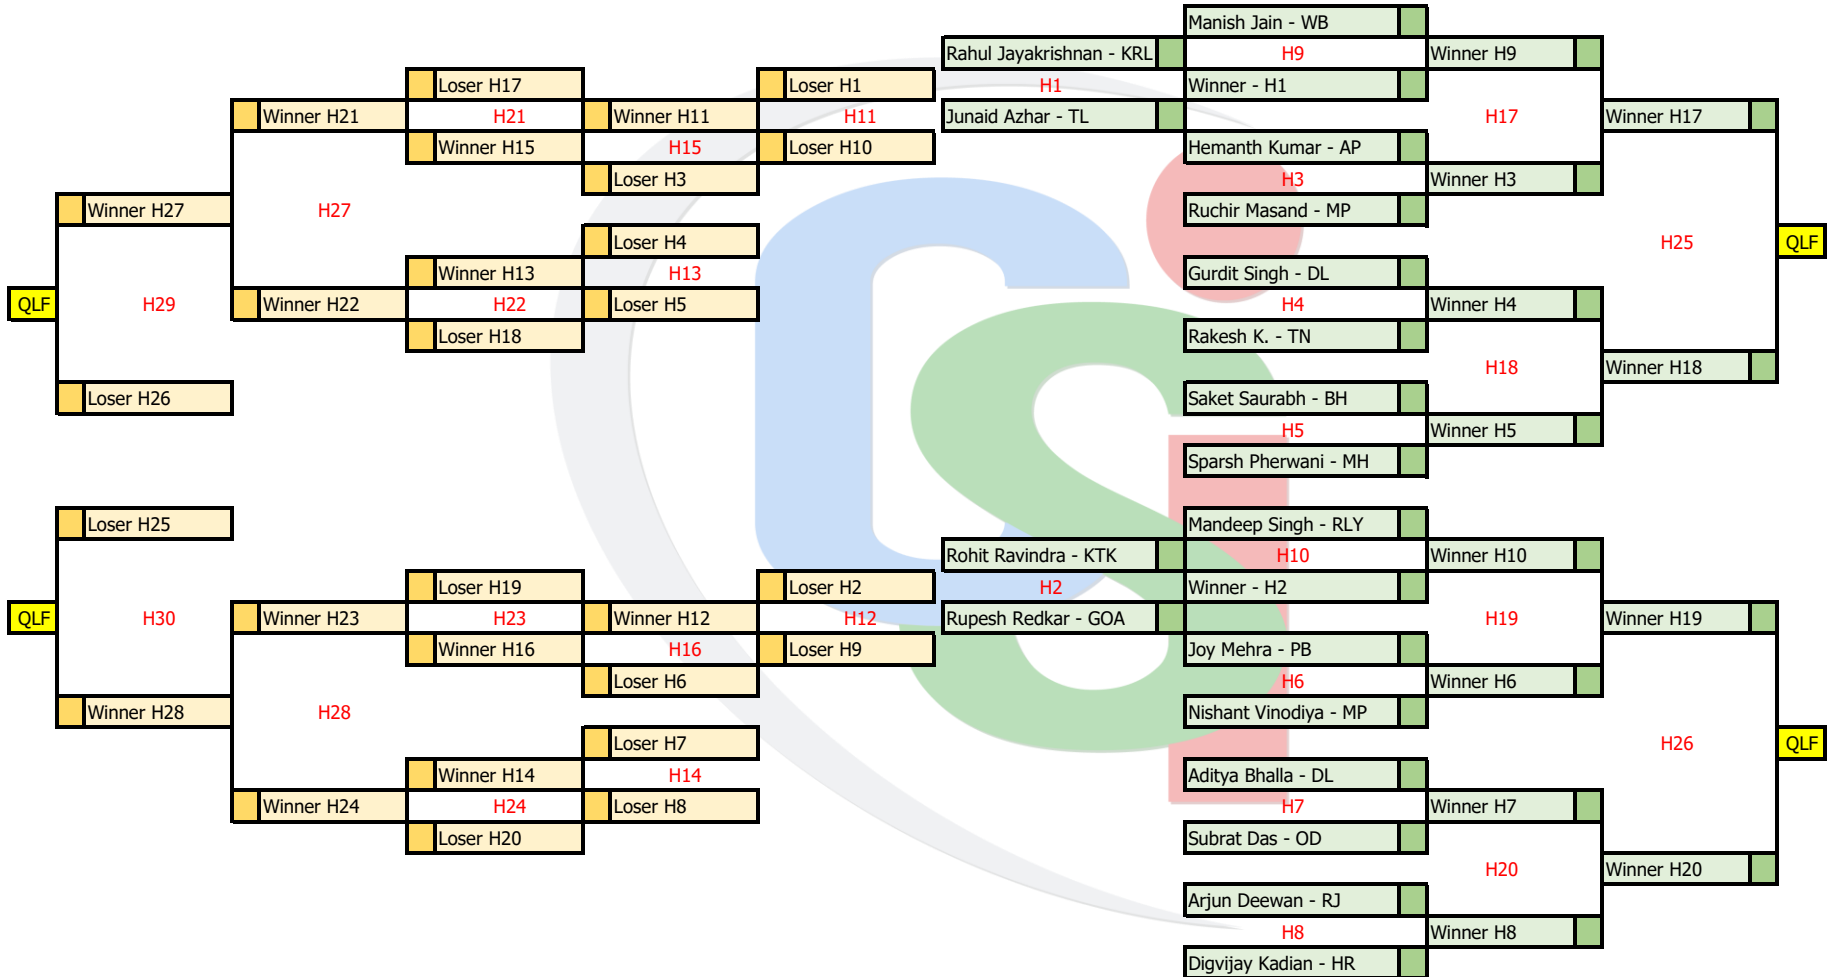 Manish Jain - WB
Rahul Jayakrishnan - KRL H9 Winner H9
Loser H17 Loser H1 H1 Winner - H1
Winner H21 H21 Winner H11 H11 Junaid Azhar - TL H17 Winner H17
Winner H15 H15 Loser H10 Hemanth Kumar - AP
Loser H3 H3 Winner H3
Winner H27 H27 Ruchir Masand - MP
Loser H4 H25 QLF
Winner H13 H13 Gurdit Singh - DL
QLF H29 Winner H22 H22 Loser H5 H4 Winner H4
Loser H18 Rakesh K. - TN
H18 Winner H18
Loser H26 Saket Saurabh - BH
H5 Winner H5
Sparsh Pherwani - MH
Loser H25 Mandeep Singh - RLY
Rohit Ravindra - KTK H10 Winner H10
Loser H19 Loser H2 H2 Winner - H2
QLF H30 Winner H23 H23 Winner H12 H12 Rupesh Redkar - GOA H19 Winner H19
Winner H16 H16 Loser H9 Joy Mehra - PB
Loser H6 H6 Winner H6
Winner H28 H28 Nishant Vinodiya - MP
Loser H7 H26 QLF
Winner H14 H14 Aditya Bhalla - DL
Winner H24 H24 Loser H8 H7 Winner H7
Loser H20 Subrat Das - OD
H20 Winner H20
Arjun Deewan - RJ
H8 Winner H8
Digvijay Kadian - HR